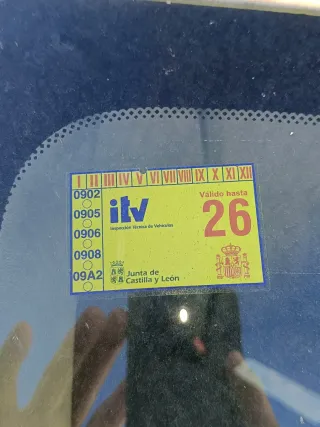 I II III IV V VI VII VIII IX X XI XII
0902
0905
0906
0908
09A2
itv
Inspección Técnica de Vehículos
Válido hasta
26
Junta de
Castilla y León